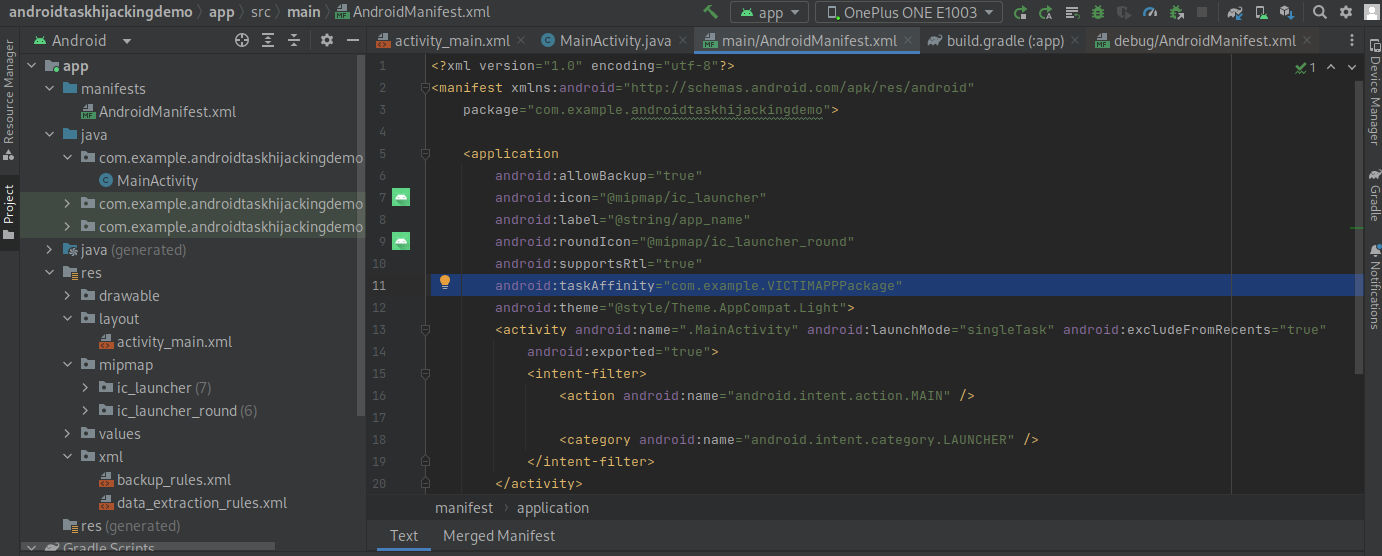 androidtaskhijackingdemo app src main AndroidManifest.xml app OnePlus ONE E1003
Android
activity_main.xml MainActivity.java main/AndroidManifest.xml build.gradle (:app) debug/AndroidManifest.xml
Resource Manager
Project
app
manifests
AndroidManifest.xml
java
com.example.androidtaskhijackingdemo
MainActivity
com.example.androidtaskhijackingdemo
com.example.androidtaskhijackingdemo
java (generated)
res
drawable
layout
activity_main.xml
mipmap
ic_launcher (7)
ic_launcher_round (6)
values
xml
backup_rules.xml
data_extraction_rules.xml
res (generated)
Gradle Scripts
1 <?xml version="1.0" encoding="utf-8"?>
2 <manifest xmlns:android="http://schemas.android.com/apk/res/android"
3 package="com.example.androidtaskhijackingdemo">
4
5 <application
6 android:allowBackup="true"
7 android:icon="@mipmap/ic_launcher"
8 android:label="@string/app_name"
9 android:roundIcon="@mipmap/ic_launcher_round"
10 android:supportsRtl="true"
11 android:taskAffinity="com.example.VICTIMAPPPackage"
12 android:theme="@style/Theme.AppCompat.Light">
13 <activity android:name=".MainActivity" android:launchMode="singleTask" android:excludeFromRecents="true"
14 android:exported="true">
15 <intent-filter>
16 <action android:name="android.intent.action.MAIN" />
17
18 <category android:name="android.intent.category.LAUNCHER" />
19 </intent-filter>
20 </activity>
1
manifest application
Text Merged Manifest
Device Manager
Gradle
Notifications